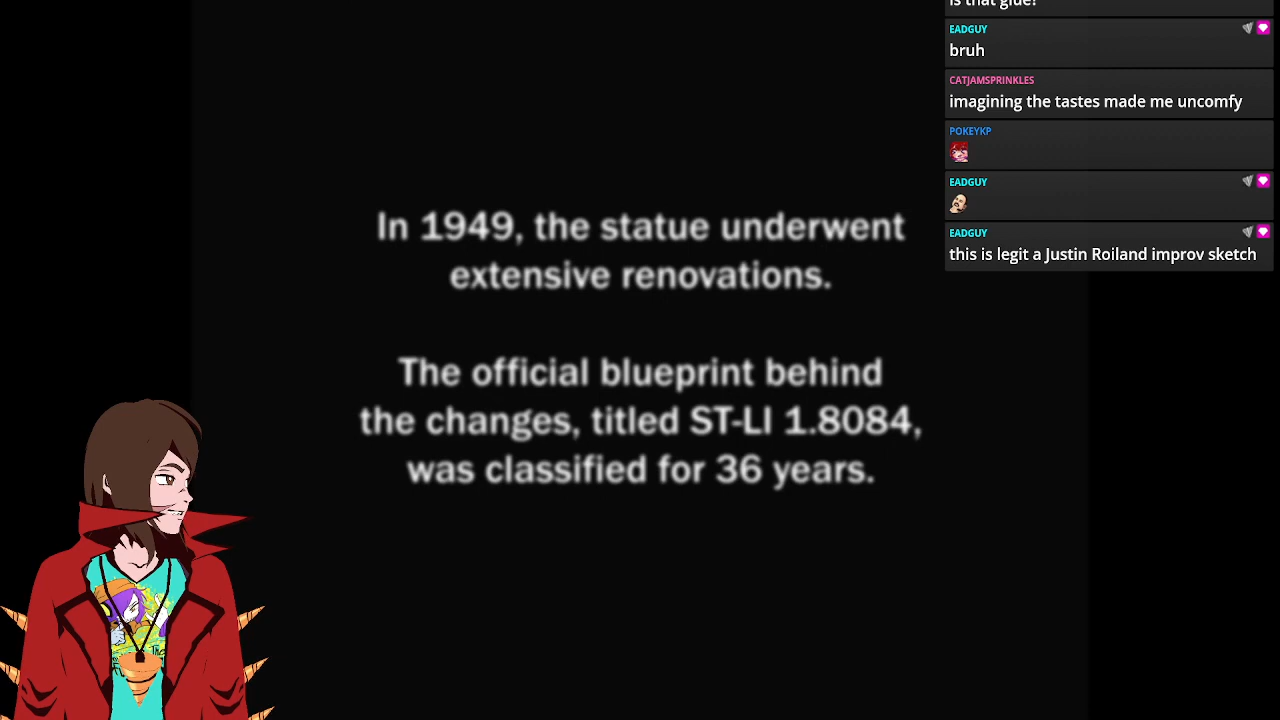 In 1949, the statue underwent
extensive renovations.
The official blueprint behind
the changes, titled ST-LI 1.8084,
was classified for 36 years.
is that glue?
EADGUY
bruh
CATJAMSPRINKLES
imagining the tastes made me uncomfy
POKEYKP
EADGUY
EADGUY
this is legit a Justin Roiland improv sketch